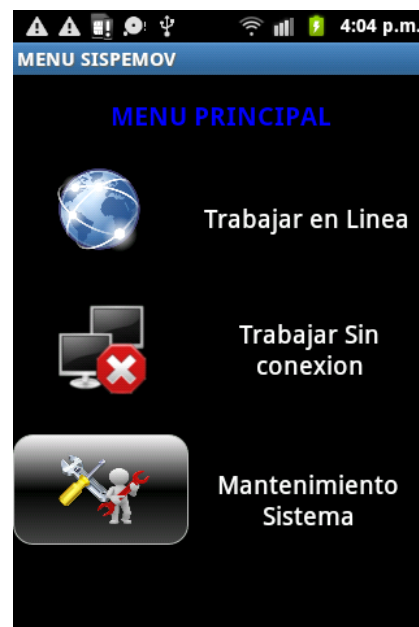 4:04 p.m.
MENU SISPEMOV
MENU PRINCIPAL
Trabajar en Linea
Trabajar Sin
conexion
Mantenimiento
Sistema